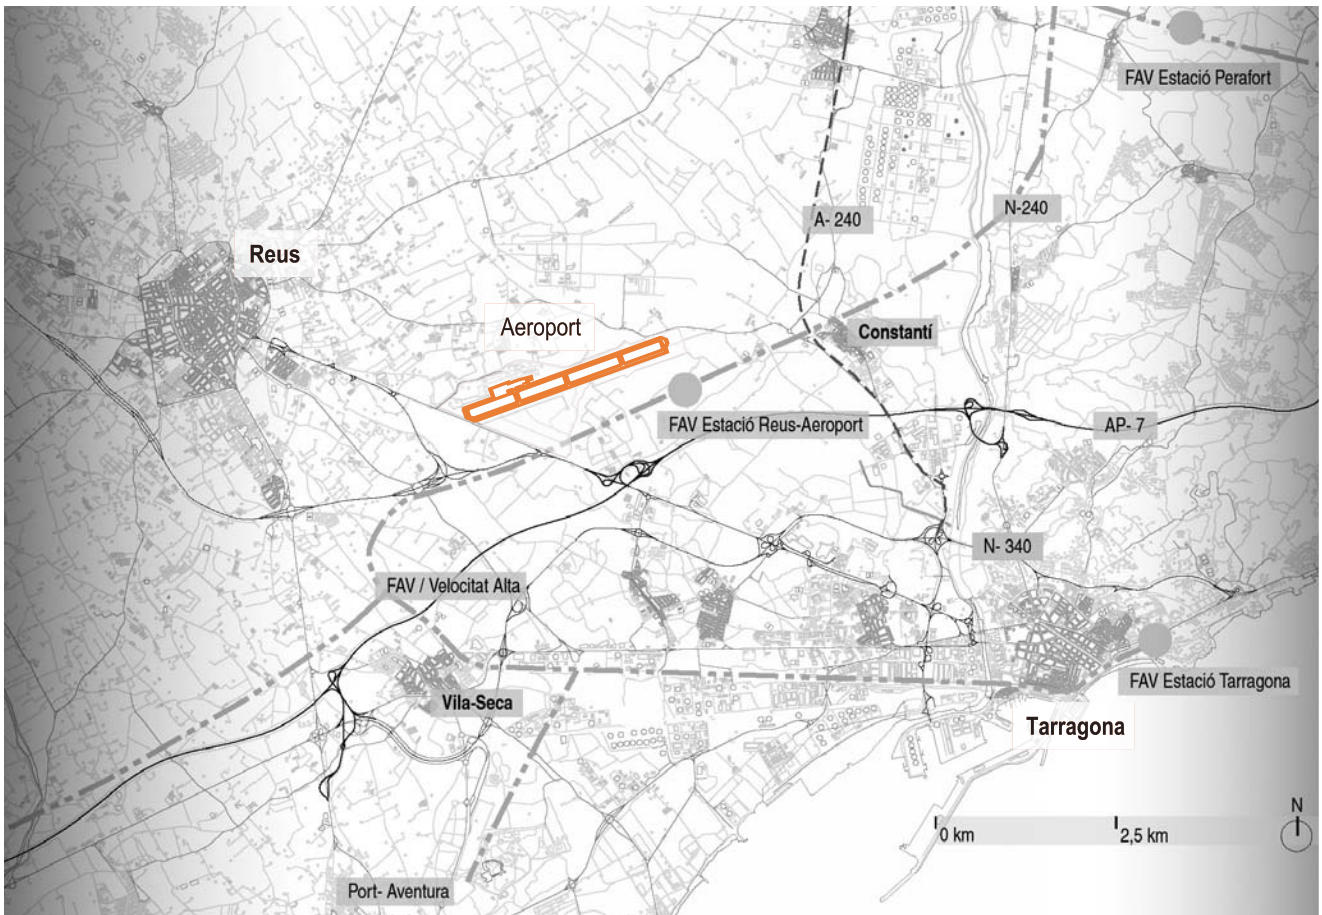 FAV Estació Perafort
N-240
A- 240
Reus
Aeroport
Constantí
FAV Estació Reus-Aeroport
AP- 7
N- 340
FAV / Velocitat Alta
FAV Estació Tarragona
Vila-Seca
Tarragona
N
0 km
2,5 km
Port- Aventura